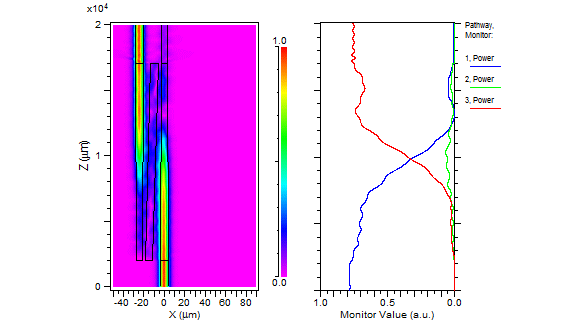 x10⁴
2
1
0
Z (µm)
-40 -20 0 20 40 60 80
X (µm)
1.0
0.0
1.0 0.5 0.0
Monitor Value (a.u.)
Pathway,
Monitor:
1, Power
2, Power
3, Power